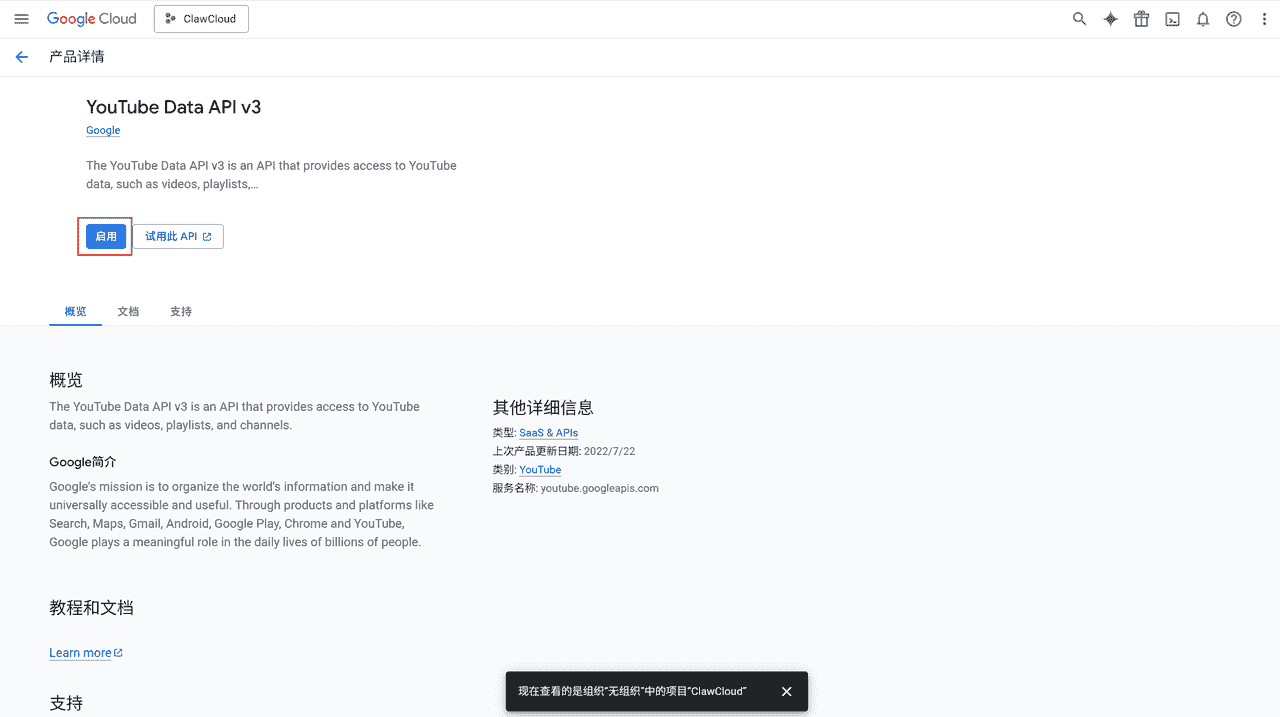 Google Cloud
ClawCloud
产品详情
YouTube Data API v3
Google
The YouTube Data API v3 is an API that provides access to YouTube
data, such as videos, playlists,...
启用
试用此 API
概览
文档
支持
概览
The YouTube Data API v3 is an API that provides access to YouTube
data, such as videos, playlists, and channels.
Google简介
Google's mission is to organize the world's information and make it
universally accessible and useful. Through products and platforms like
Search, Maps, Gmail, Android, Google Play, Chrome and YouTube,
Google plays a meaningful role in the daily lives of billions of people.
其他详细信息
类型: SaaS & APIs
上次产品更新日期: 2022/7/22
类别: YouTube
服务名称: youtube.googleapis.com
教程和文档
Learn more
支持
现在查看的是组织“无组织”中的项目“ClawCloud”